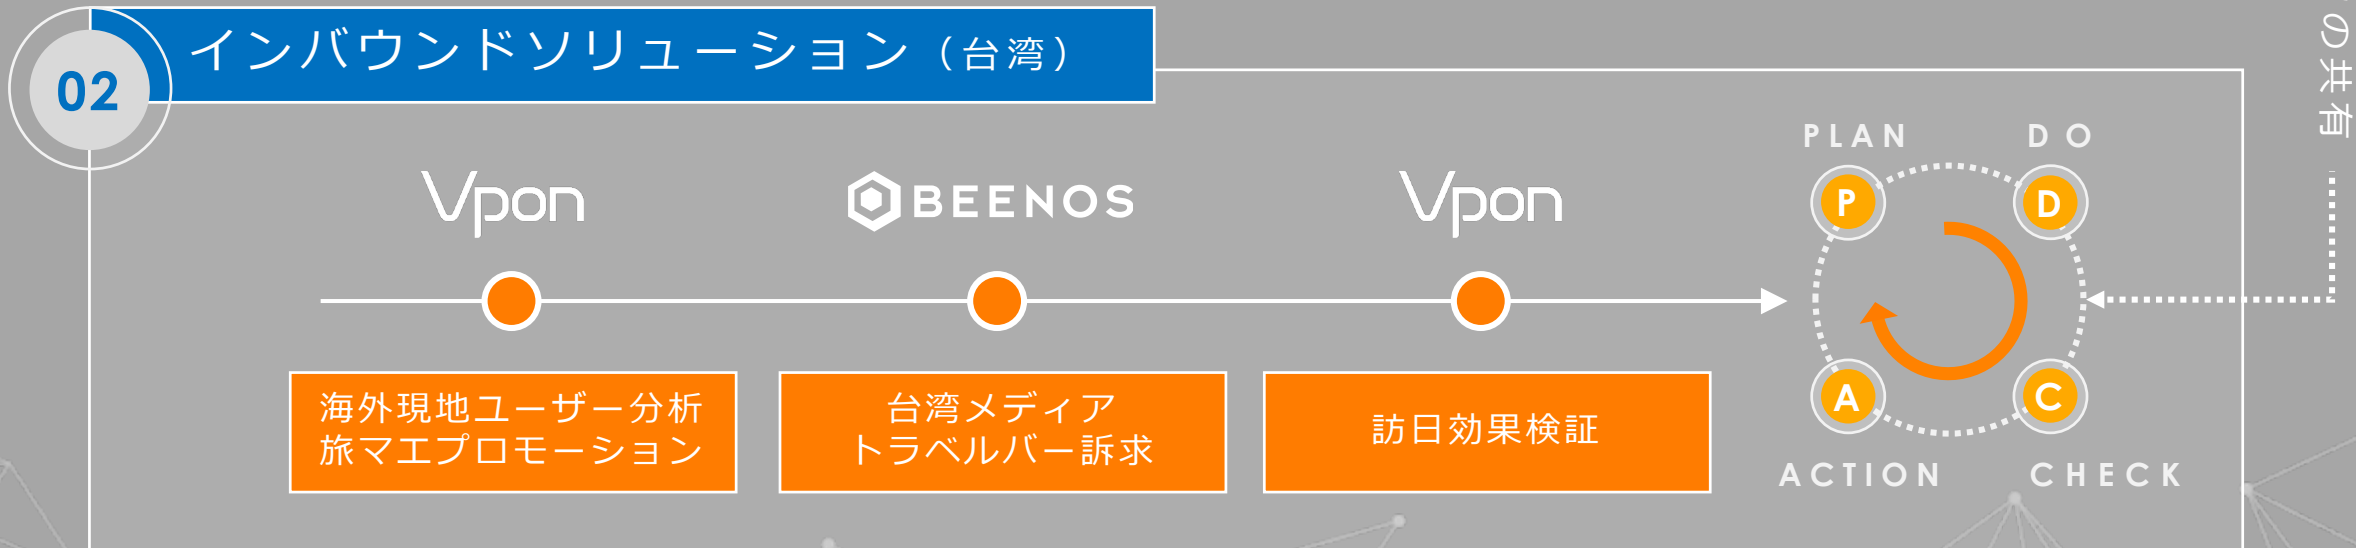 02
インバウンドソリューション（台湾）
Vpon
BEENOS
Vpon
海外現地ユーザー分析
旅マエプロモーション
台湾メディア
トラベルバー訴求
訪日効果検証
PLAN
DO
P
D
A
C
ACTION
CHECK
の共有